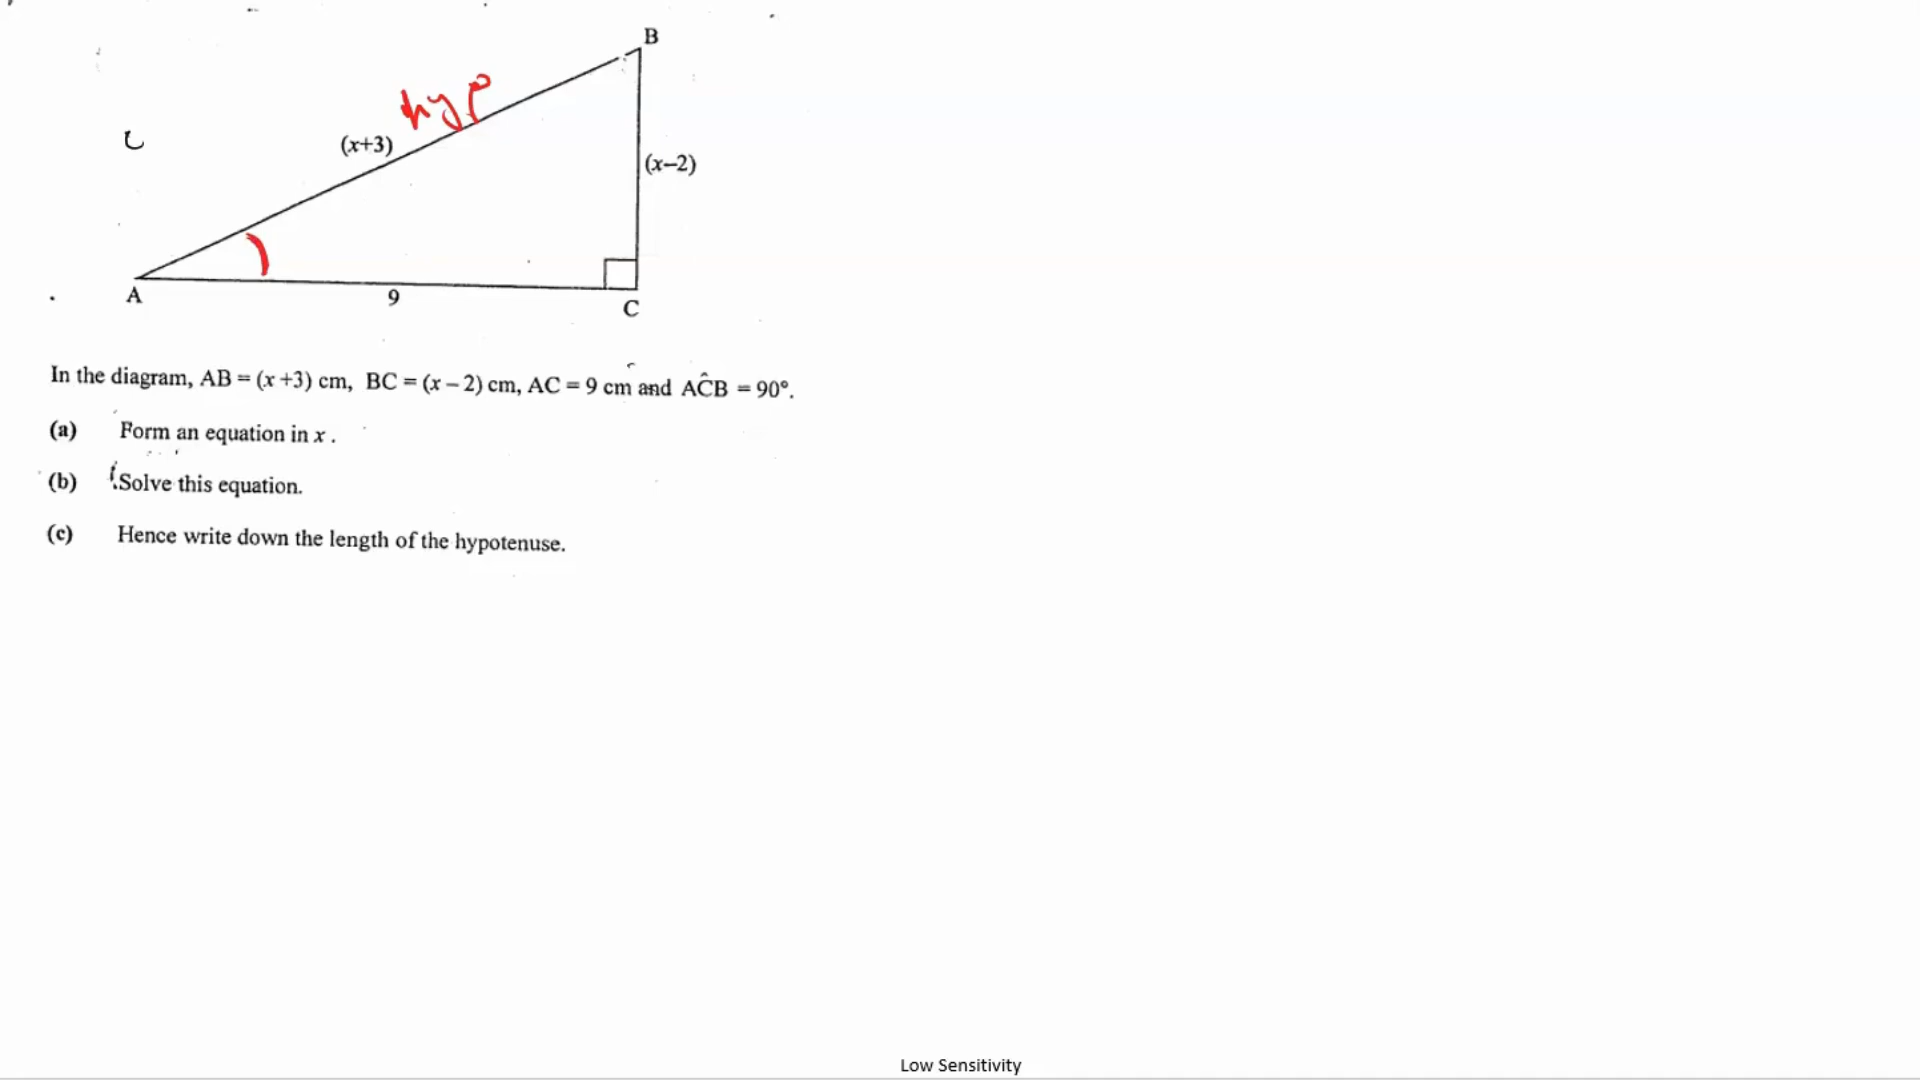 B
hyp
(x+3)
(x–2)
A
9
C
In the diagram, AB = (x +3) cm, BC = (x – 2) cm, AC = 9 cm and AĈB = 90°.
(a) Form an equation in x .
(b) Solve this equation.
(c) Hence write down the length of the hypotenuse.
Low Sensitivity